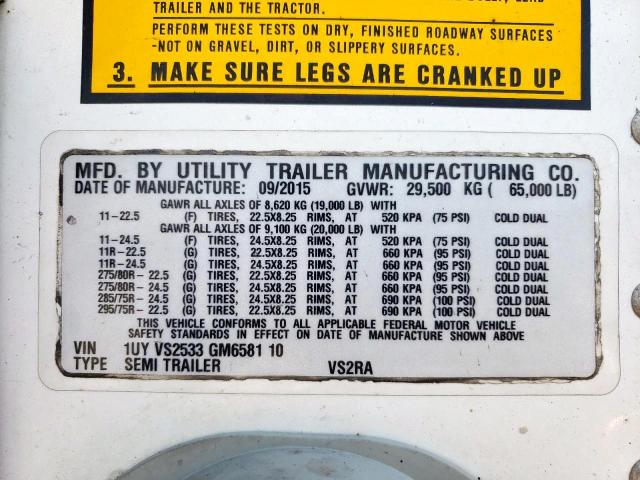 TRAILER AND THE TRACTOR.
PERFORM THESE TESTS ON DRY, FINISHED ROADWAY SURFACES
-NOT ON GRAVEL, DIRT, OR SLIPPERY SURFACES.
3. MAKE SURE LEGS ARE CRANKED UP
MFD. BY UTILITY TRAILER MANUFACTURING CO.
DATE OF MANUFACTURE: 09/2015 GVWR: 29,500 KG ( 65,000 LB)
GAWR ALL AXLES OF 8,620 KG (19,000 LB) WITH
11-22.5 (F) TIRES, 22.5X8.25 RIMS, AT 520 KPA (75 PSI) COLD DUAL
GAWR ALL AXLES OF 9,100 KG (20,000 LB) WITH
11-24.5 (F) TIRES, 24.5X8.25 RIMS, AT 520 KPA (75 PSI) COLD DUAL
11R-22.5 (G) TIRES, 22.5X8.25 RIMS, AT 660 KPA (95 PSI) COLD DUAL
11R-24.5 (G) TIRES, 24.5X8.25 RIMS, AT 660 KPA (95 PSI) COLD DUAL
275/80R-22.5 (G) TIRES, 22.5X8.25 RIMS, AT 660 KPA (95 PSI) COLD DUAL
275/80R-24.5 (G) TIRES, 24.5X8.25 RIMS, AT 660 KPA (95 PSI) COLD DUAL
285/75R-24.5 (G) TIRES, 24.5X8.25 RIMS, AT 690 KPA (100 PSI) COLD DUAL
295/75R-22.5 (G) TIRES, 22.5X8.25 RIMS, AT 690 KPA (100 PSI) COLD DUAL
THIS VEHICLE CONFORMS TO ALL APPLICABLE FEDERAL MOTOR VEHICLE
SAFETY STANDARDS IN EFFECT ON DATE OF MANUFACTURE SHOWN ABOVE
VIN 1UY VS2533 GM6581 10
TYPE SEMI TRAILER VS2RA